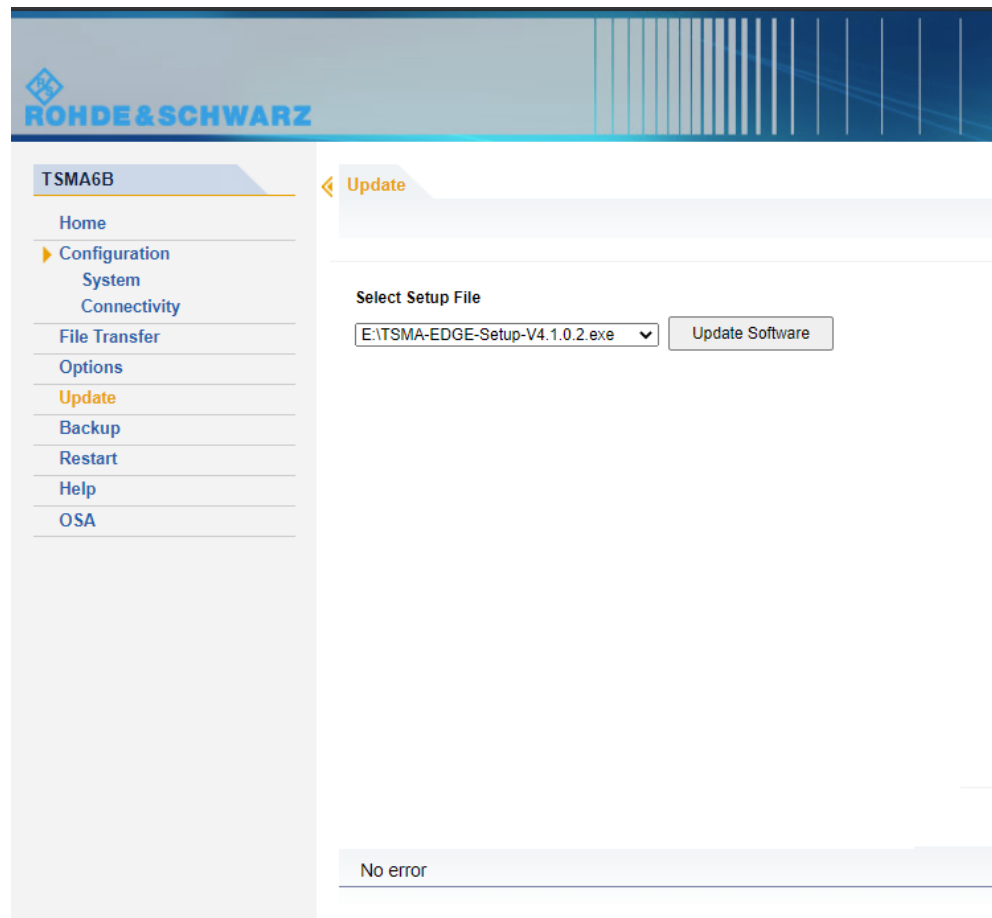 R&S
ROHDE&SCHWARZ
TSMA6B
Home
Configuration
System
Connectivity
File Transfer
Options
Update
Backup
Restart
Help
OSA
Update
Select Setup File
E:\TSMA-EDGE-Setup-V4.1.0.2.exe
Update Software
No error